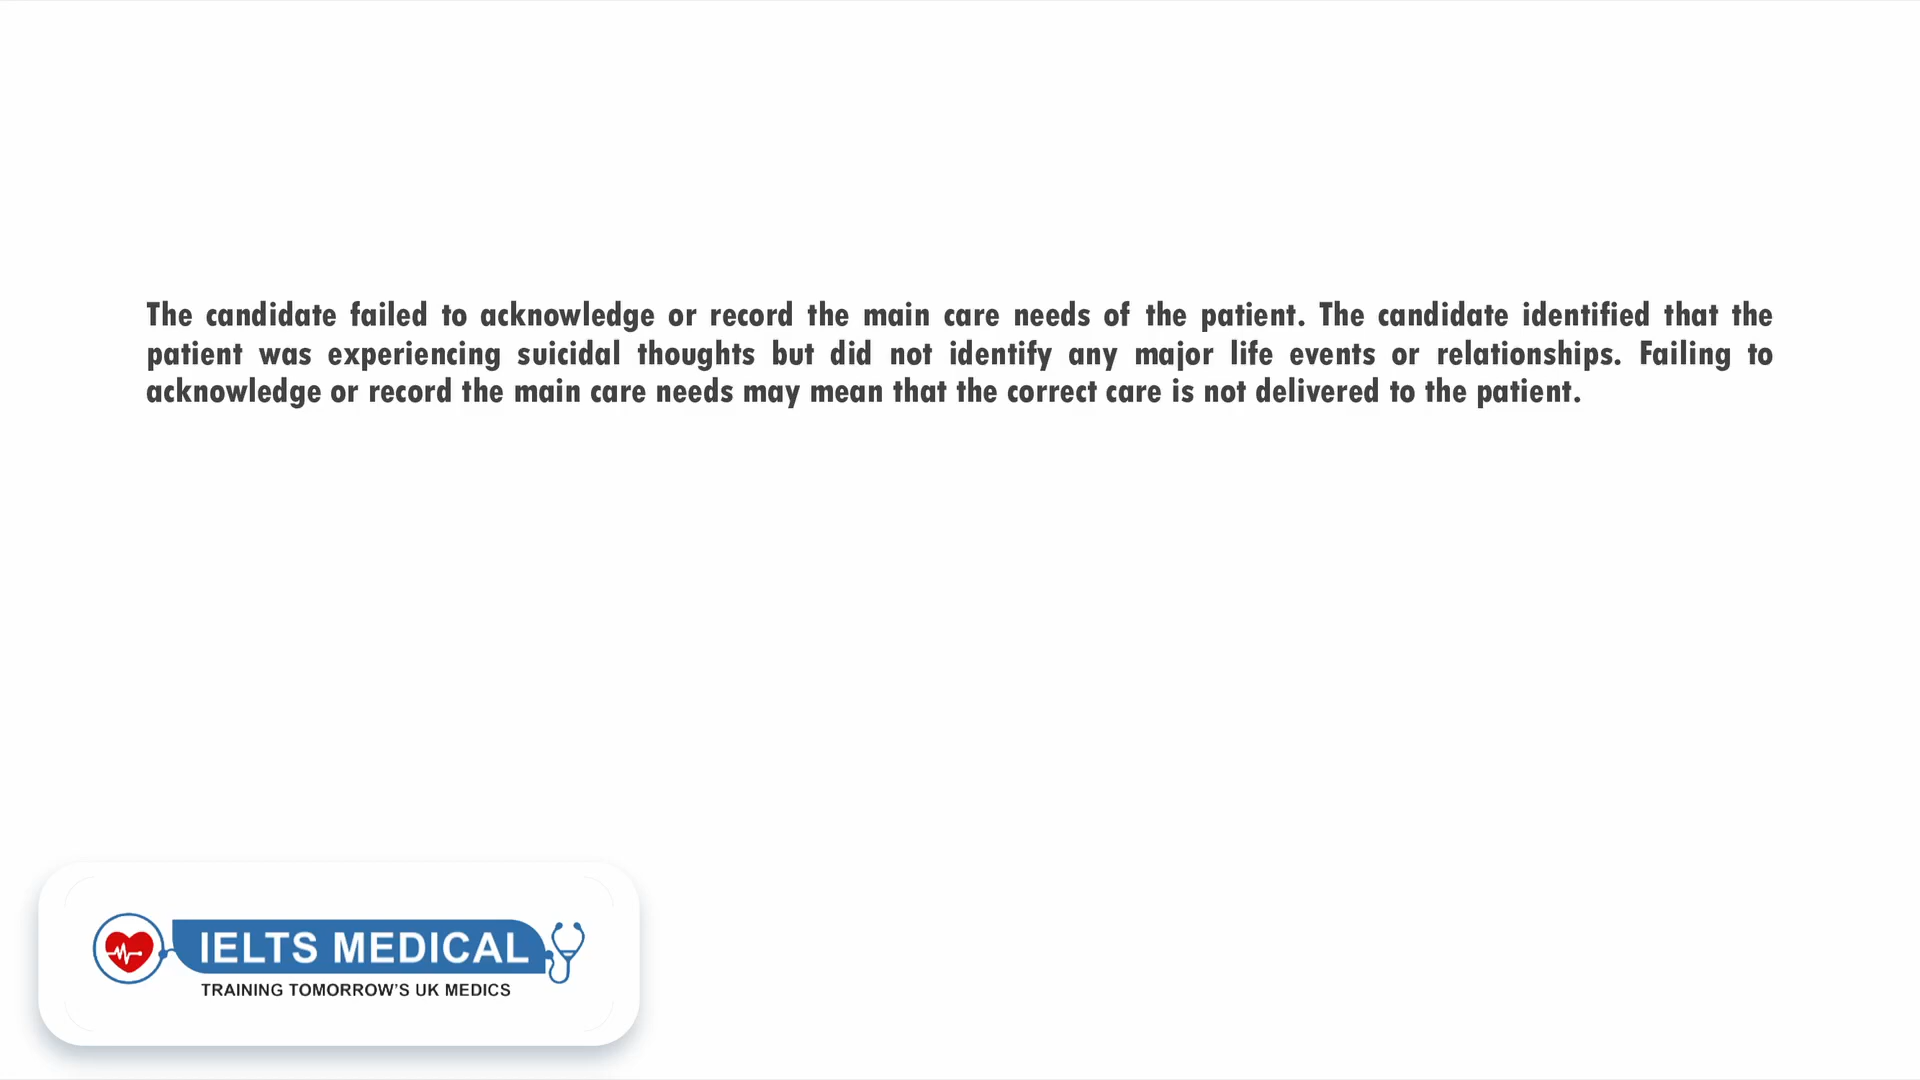 The candidate failed to acknowledge or record the main care needs of the patient. The candidate identified that the
patient was experiencing suicidal thoughts but did not identify any major life events or relationships. Failing to
acknowledge or record the main care needs may mean that the correct care is not delivered to the patient.
IELTS MEDICAL
TRAINING TOMORROW'S UK MEDICS